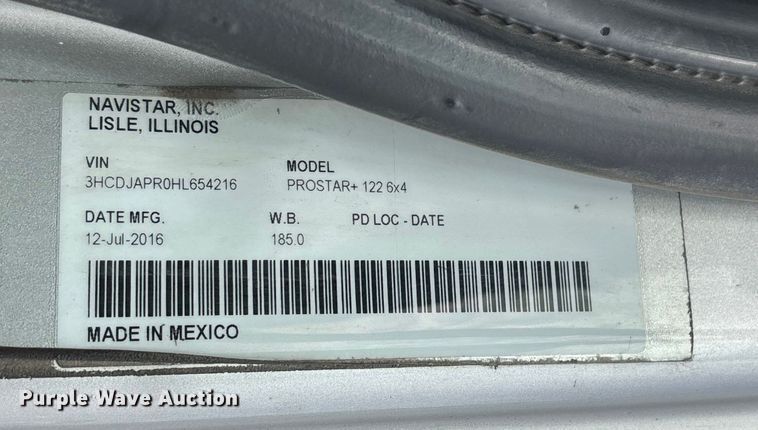 NAVISTAR, INC.
LISLE, ILLINOIS
VIN MODEL
3HCDJAPR0HL654216 PROSTAR+ 122 6x4
DATE MFG. W.B. PD LOC - DATE
12-Jul-2016 185.0
MADE IN MEXICO
Purple Wave Auction